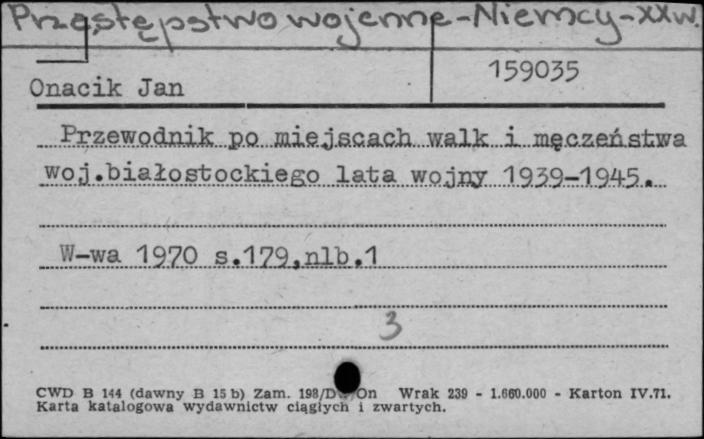 Przestępstwo wojenne-Niemcy-XXw.
159035
Onacik Jan
Przewodnik po miejscach walk i męczeństwa
woj.białostockiego lata wojny 1939-1945.
W-wa 1970 s.179,nlb.1
3
CWD B 144 (dawny B 15 b) Zam. 198/D On Wrak 239 - 1.660.000 - Karton IV.71.
Karta katalogowa wydawnictw ciągłych i zwartych.